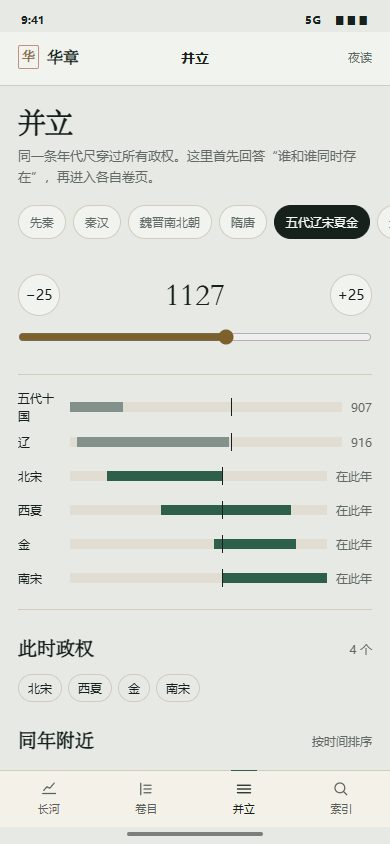 9:41
5G
华
华章
并立
夜读
并立
同一条年代尺穿过所有政权。这里首先回答“谁和谁同时存
在”，再进入各自卷页。
先秦
秦汉
魏晋南北朝
隋唐
五代辽宋夏金
−25
1127
+25
五代十
国
907
辽
916
北宋
在此年
西夏
在此年
金
在此年
南宋
在此年
此时政权
4 个
北宋
西夏
金
南宋
同年附近
按时间排序
长河
卷目
并立
索引